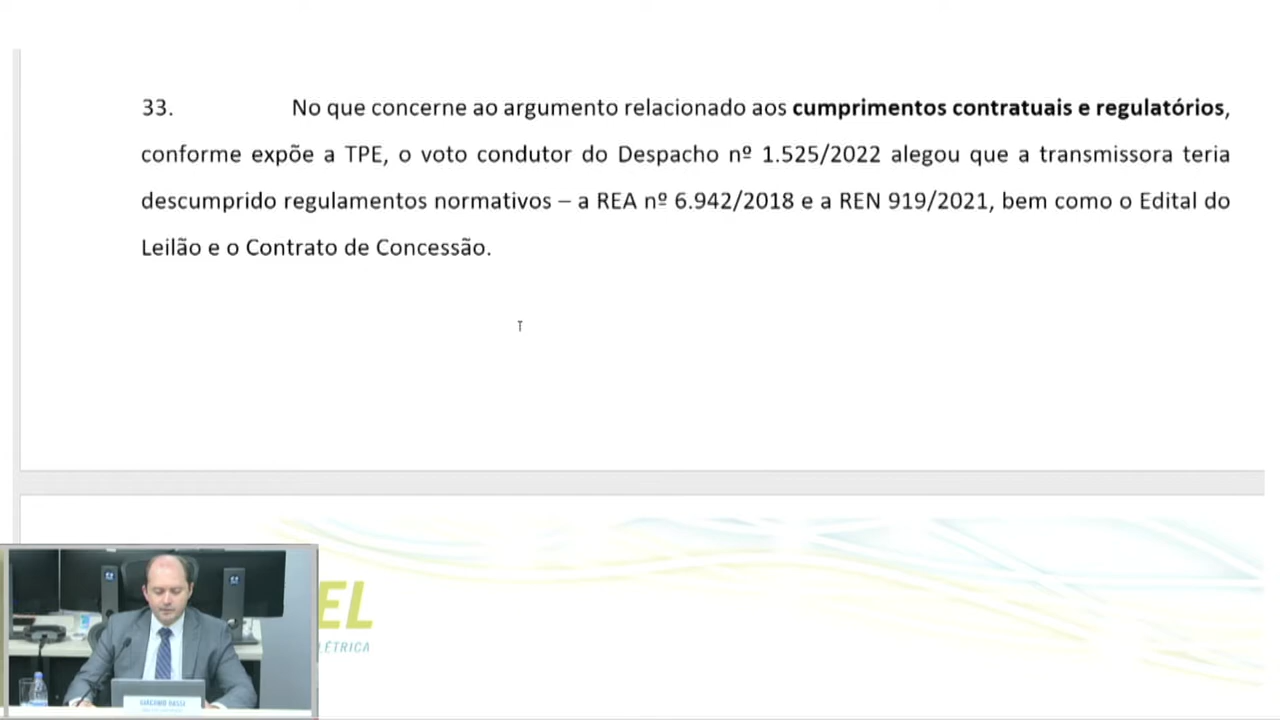 33. No que concerne ao argumento relacionado aos cumprimentos contratuais e regulatórios,
conforme expõe a TPE, o voto condutor do Despacho nº 1.525/2022 alegou que a transmissora teria
descumprido regulamentos normativos – a REA nº 6.942/2018 e a REN 919/2021, bem como o Edital do
Leilão e o Contrato de Concessão.
EL
ÉTRICA